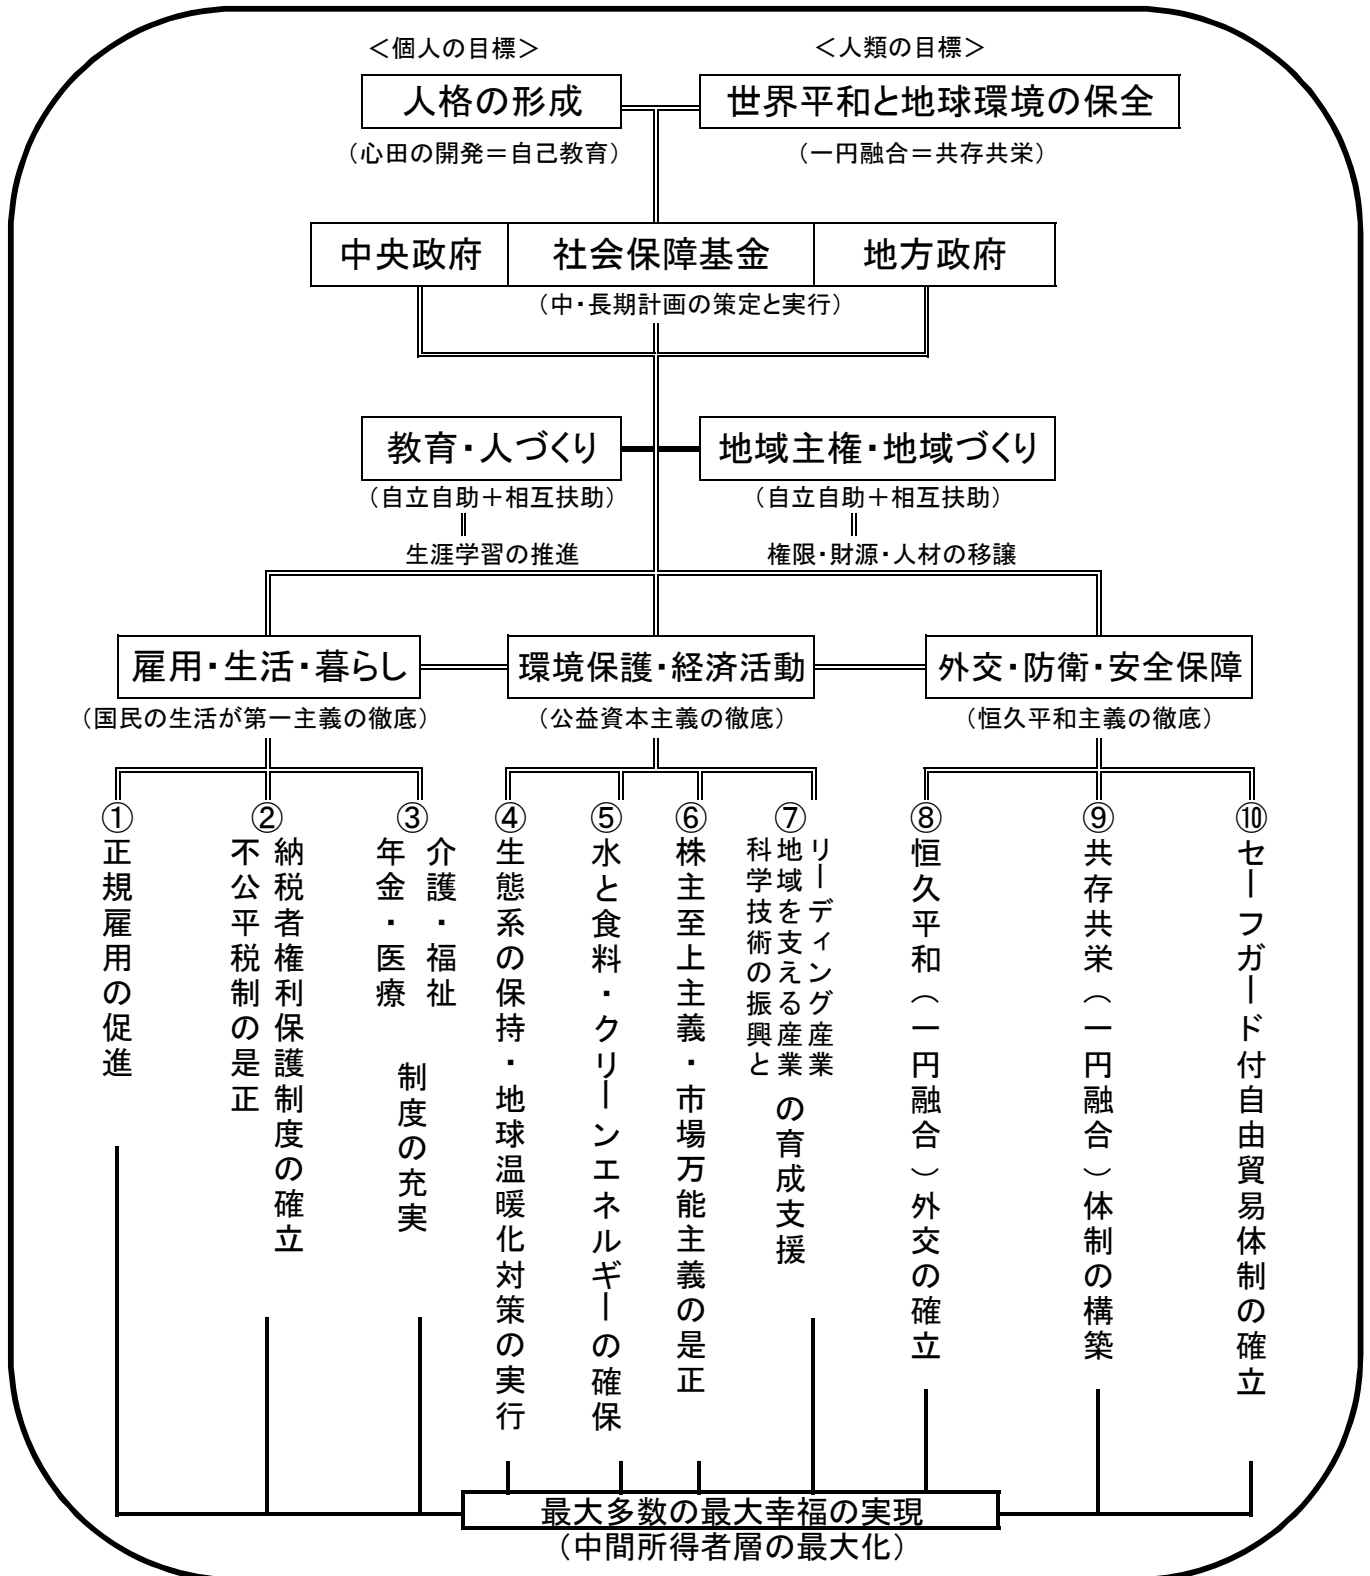 ＜個人の目標＞
＜人類の目標＞
人格の形成
世界平和と地球環境の保全
（心田の開発＝自己教育）
（一円融合＝共存共栄）
中央政府
社会保障基金
地方政府
（中・長期計画の策定と実行）
教育・人づくり
地域主権・地域づくり
（自立自助＋相互扶助）
（自立自助＋相互扶助）
生涯学習の推進
権限・財源・人材の移譲
雇用・生活・暮らし
環境保護・経済活動
外交・防衛・安全保障
（国民の生活が第一主義の徹底）
（公益資本主義の徹底）
（恒久平和主義の徹底）
①
正規雇用の促進
②
納税者権利保護制度の確立
不公平税制の是正
③
介護・福祉
年金・医療
制度の充実
④
生態系の保持・地球温暖化対策の実行
⑤
水と食料・クリーンエネルギーの確保
⑥
株主至上主義・市場万能主義の是正
⑦
リーディング産業
地域を支える産業
科学技術の振興と
の育成支援
⑧
恒久平和（一円融合）外交の確立
⑨
共存共栄（一円融合）体制の構築
⑩
セーフガード付自由貿易体制の確立
最大多数の最大幸福の実現
（中間所得者層の最大化）